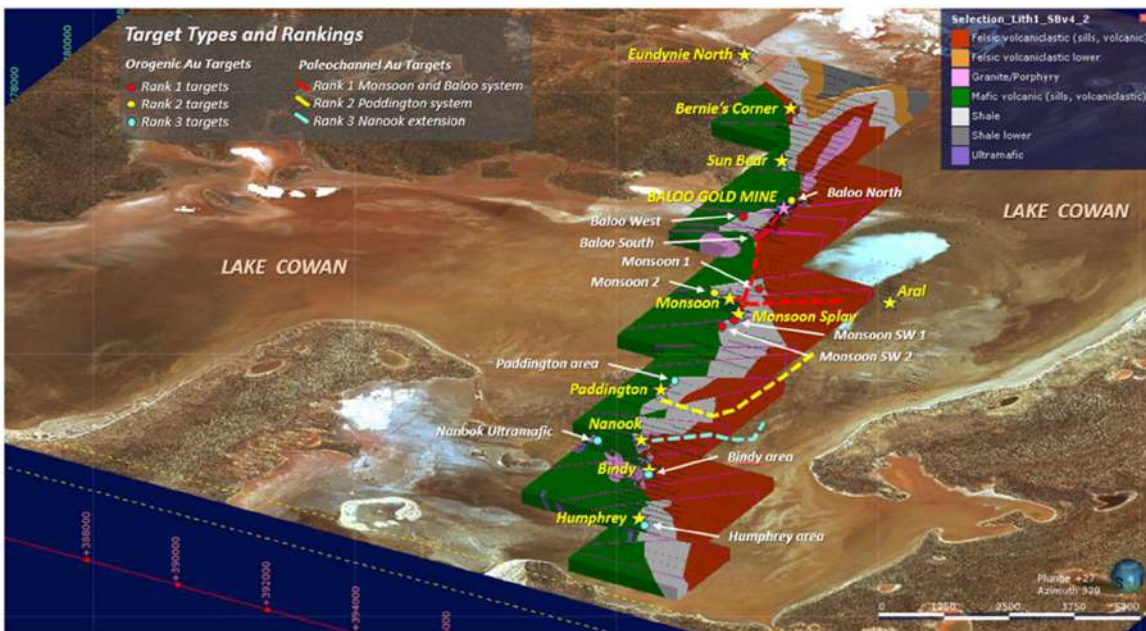 Target Types and Rankings
Orogenic Au Targets
Rank 1 targets
Rank 2 targets
Rank 3 targets
Paleochannel Au Targets
Rank 1 Monsoon and Baloo system
Rank 2 Paddington system
Rank 3 Nanook extension
Selection_Lith1_SBv4_2
Felsic volcaniclastic (sills, volcanic)
Felsic volcaniclastic lower
Granite/Porphyry
Mafic volcanic (sills, volcaniclastic)
Shale
Shale lower
Ultramafic
Eundynie North
Bernie's Corner
Sun Bear
BALOO GOLD MINE
Baloo North
Baloo West
LAKE COWAN
Baloo South
LAKE COWAN
Monsoon 1
Monsoon 2
Monsoon
Aral
Monsoon Splay
Monsoon SW 1
Monsoon SW 2
Paddington area
Paddington
Nanook
Nanook Ultramafic
Bindy
Bindy area
Humphrey
Humphrey area
+388000
+390000
+392000
+394000
Plunge +27
Azimuth 329
0 1250 2500 3750 5000